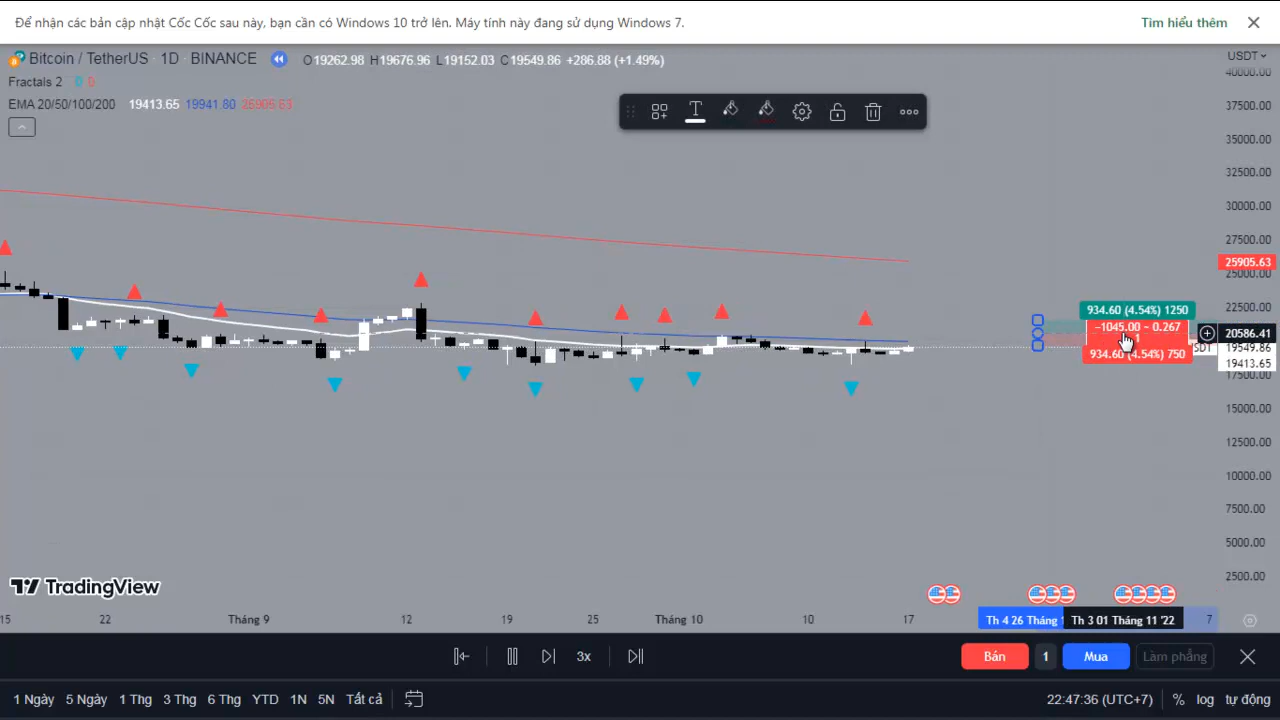 Để nhận các bản cập nhật Cốc Cốc sau này, bạn cần có Windows 10 trở lên. Máy tính này đang sử dụng Windows 7.
Tìm hiểu thêm
Bitcoin / TetherUS 1D BINANCE O19262.98 H19676.96 L19152.03 C19549.86 +286.88 (+1.49%)
USDT
Fractals 2 0 0
EMA 20/50/100/200 19413.65 19941.80 25905.63
40000.00
37500.00
35000.00
32500.00
30000.00
27500.00
25905.63
25000.00
22500.00
934.60 (4.54%) 1250
−1045.00 ~ 0.267
934.60 (4.54%) 750
20586.41
19549.86
19413.65
17500.00
15000.00
12500.00
10000.00
7500.00
5000.00
2500.00
TradingView
15 22 Tháng 9 12 19 25 Tháng 10 10 17 Th 4 26 Tháng Th 3 01 Tháng 11 '22 7
3x
Bán 1 Mua Làm phẳng
1 Ngày 5 Ngày 1 Thg 3 Thg 6 Thg YTD 1N 5N Tất cả
22:47:36 (UTC+7) % log tự động